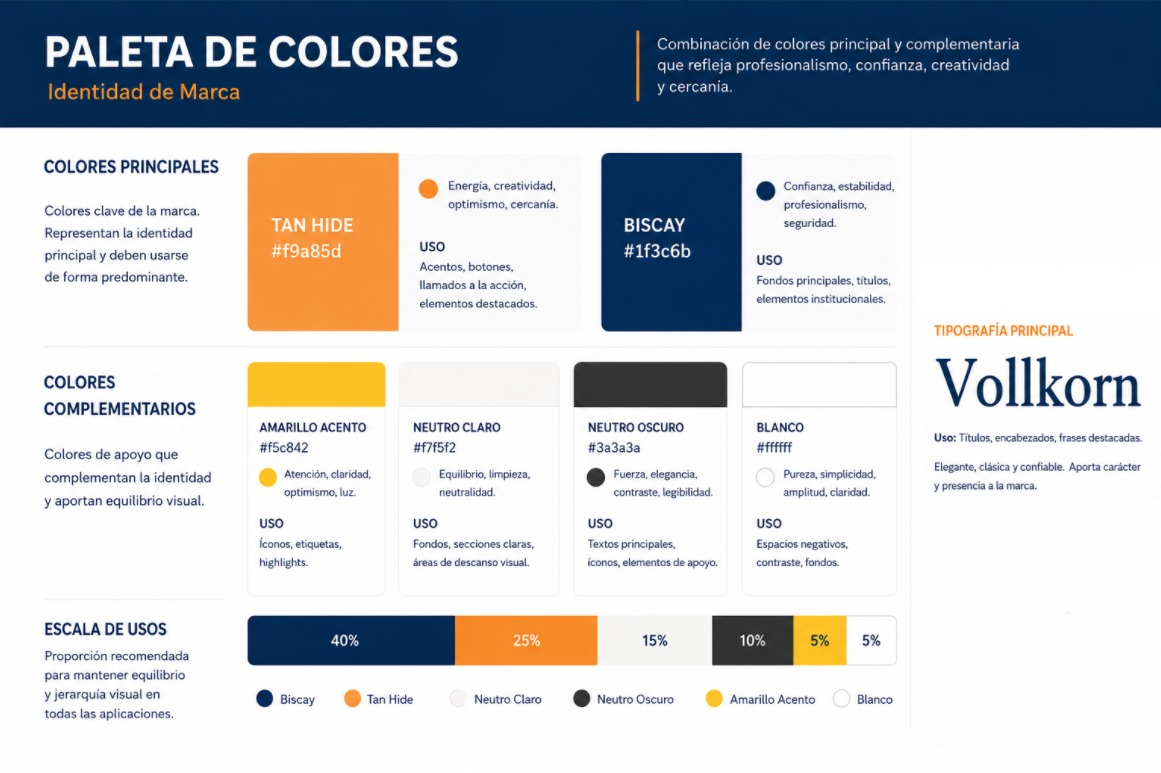 PALETA DE COLORES
Identidad de Marca
Combinación de colores principal y complementaria
que refleja profesionalismo, confianza, creatividad
y cercanía.
COLORES PRINCIPALES
Colores clave de la marca.
Representan la identidad
principal y deben usarse
de forma predominante.
TAN HIDE
#f9a85d
Energía, creatividad,
optimismo, cercanía.
USO
Acentos, botones,
llamados a la acción,
elementos destacados.
BISCAY
#1f3c6b
Confianza, estabilidad,
profesionalismo,
seguridad.
USO
Fondos principales, títulos,
elementos institucionales.
COLORES
COMPLEMENTARIOS
Colores de apoyo que
complementan la identidad
y aportan equilibrio visual.
AMARILLO ACENTO
#f5c842
Atención, claridad,
optimismo, luz.
USO
Íconos, etiquetas,
highlights.
NEUTRO CLARO
#f7f5f2
Equilibrio, limpieza,
neutralidad.
USO
Fondos, secciones claras,
áreas de descanso visual.
NEUTRO OSCURO
#3a3a3a
Fuerza, elegancia,
contraste, legibilidad.
USO
Textos principales,
íconos, elementos de apoyo.
BLANCO
#ffffff
Pureza, simplicidad,
amplitud, claridad.
USO
Espacios negativos,
contraste, fondos.
TIPOGRAFÍA PRINCIPAL
Vollkorn
Uso: Títulos, encabezados, frases destacadas.
Elegante, clásica y confiable. Aporta carácter
y presencia a la marca.
ESCALA DE USOS
Proporción recomendada
para mantener equilibrio
y jerarquía visual en
todas las aplicaciones.
40% 25% 15% 10% 5% 5%
Biscay Tan Hide Neutro Claro Neutro Oscuro Amarillo Acento Blanco